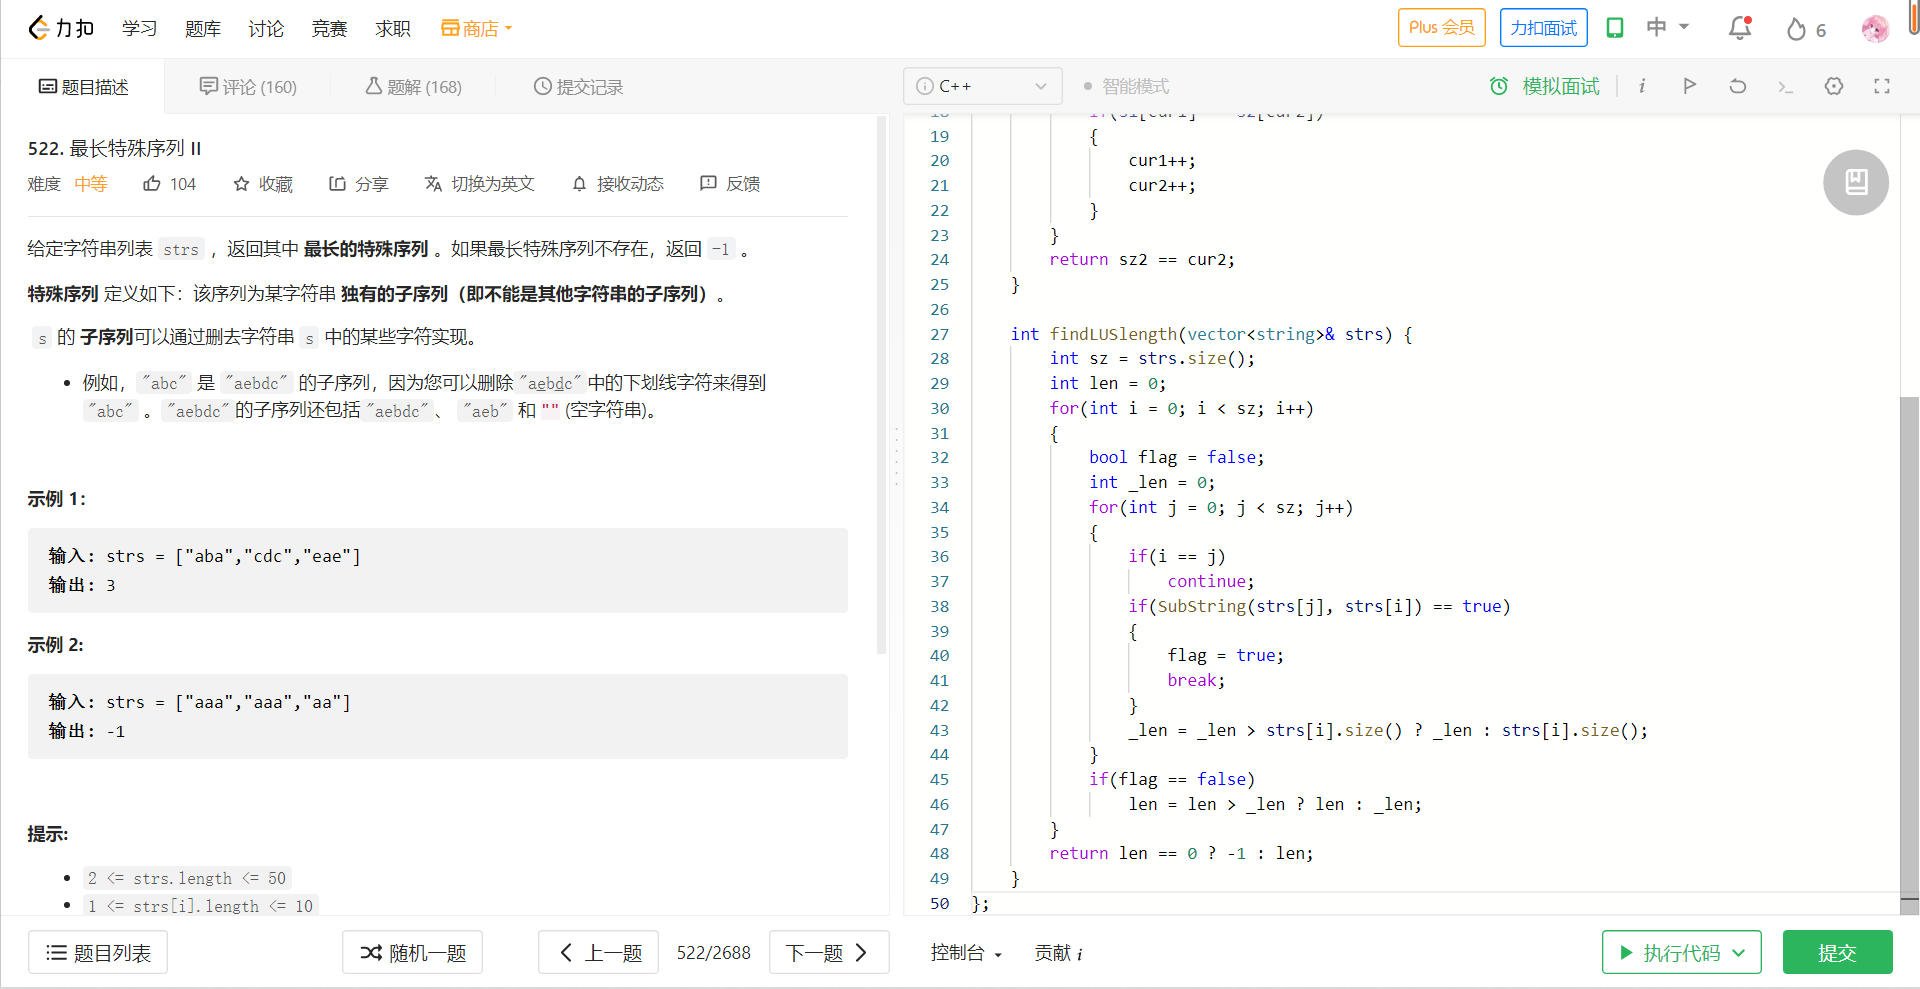 力扣 学习 题库 讨论 竞赛 求职 商店 Plus 会员 力扣面试 中 6
题目描述 评论 (160) 题解 (168) 提交记录
C++ 智能模式 模拟面试 i
522. 最长特殊序列 II
难度 中等 104 收藏 分享 切换为英文 接收动态 反馈
给定字符串列表 strs ，返回其中 最长的特殊序列 。如果最长特殊序列不存在，返回 -1 。
特殊序列 定义如下：该序列为某字符串 独有的子序列（即不能是其他字符串的子序列）。
s 的 子序列可以通过删去字符串 s 中的某些字符实现。
例如，"abc" 是 "aebdc" 的子序列，因为您可以删除"aebdc"中的下划线字符来得到
"abc" 。"aebdc"的子序列还包括"aebdc"、 "aeb" 和 "" (空字符串)。
示例 1:
输入: strs = ["aba","cdc","eae"]
输出: 3
示例 2:
输入: strs = ["aaa","aaa","aa"]
输出: -1
提示:
2 <= strs.length <= 50
1 <= strs[i].length <= 10
19 {
20 cur1++;
21 cur2++;
22 }
23 }
24 return sz2 == cur2;
25 }
26
27 int findLUSlength(vector<string>& strs) {
28 int sz = strs.size();
29 int len = 0;
30 for(int i = 0; i < sz; i++)
31 {
32 bool flag = false;
33 int _len = 0;
34 for(int j = 0; j < sz; j++)
35 {
36 if(i == j)
37 continue;
38 if(SubString(strs[j], strs[i]) == true)
39 {
40 flag = true;
41 break;
42 }
43 _len = _len > strs[i].size() ? _len : strs[i].size();
44 }
45 if(flag == false)
46 len = len > _len ? len : _len;
47 }
48 return len == 0 ? -1 : len;
49 }
50 };
题目列表 随机一题 上一题 522/2688 下一题 控制台 贡献 i 执行代码 提交